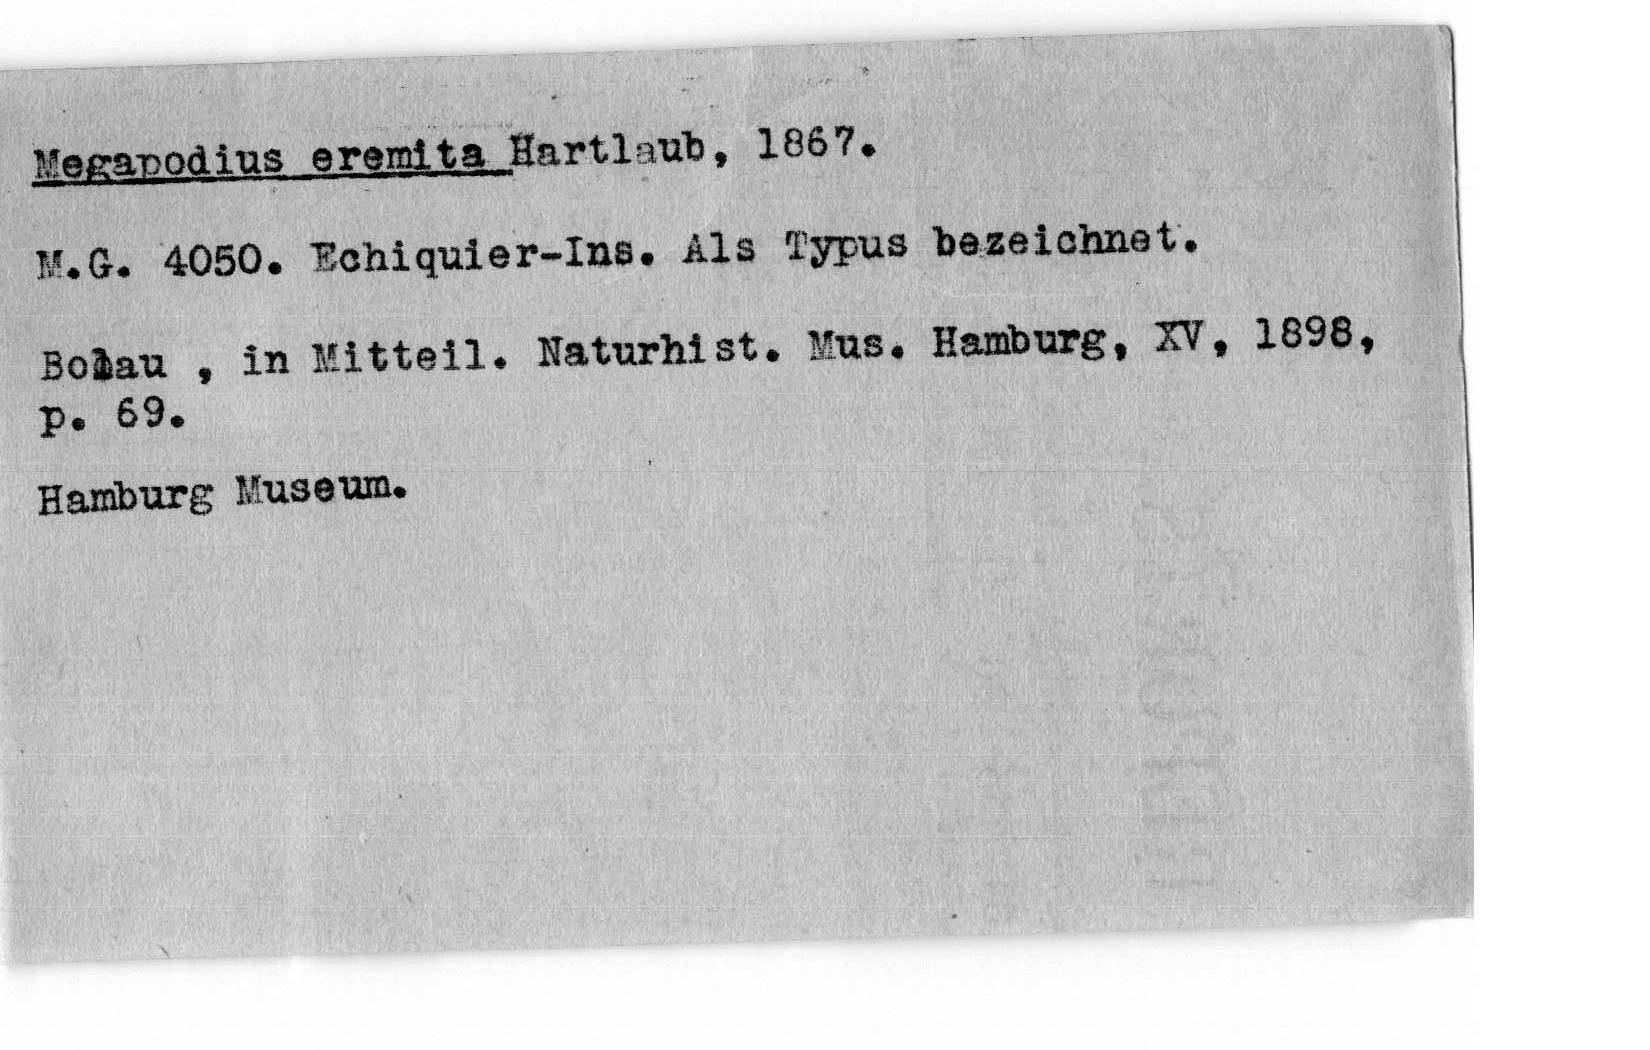 Megapodius eremita Hartlaub, 1867.
M.G. 4050. Echiquier-Ins. Als Typus bezeichnet.
Bolau , in Mitteil. Naturhist. Mus. Hamburg, XV, 1898,
p. 69.
Hamburg Museum.